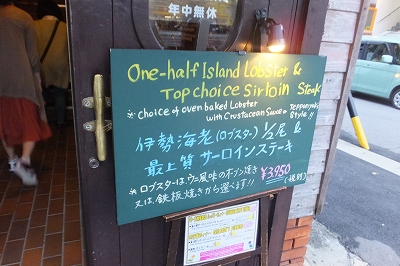 年中無休
One-half Island Lobster &
Top choice Sirloin Steak
※choice of oven baked Lobster
with Crustacean Sauce or Teppanyaki Style!!
伊勢海老(ロブスター)½尾&
最上質サーロインステーキ
※ロブスターはウニ風味のオーブン焼き
又は、鉄板焼きから選べます!! ¥3,950(税別)